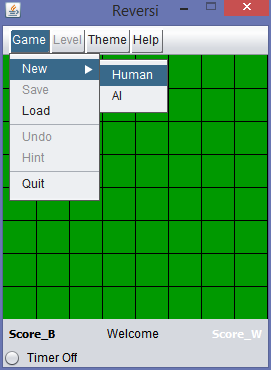 Reversi
Game Level Theme Help
New
Human
Save
AI
Load
Undo
Hint
Quit
Score_B Welcome Score_W
Timer Off